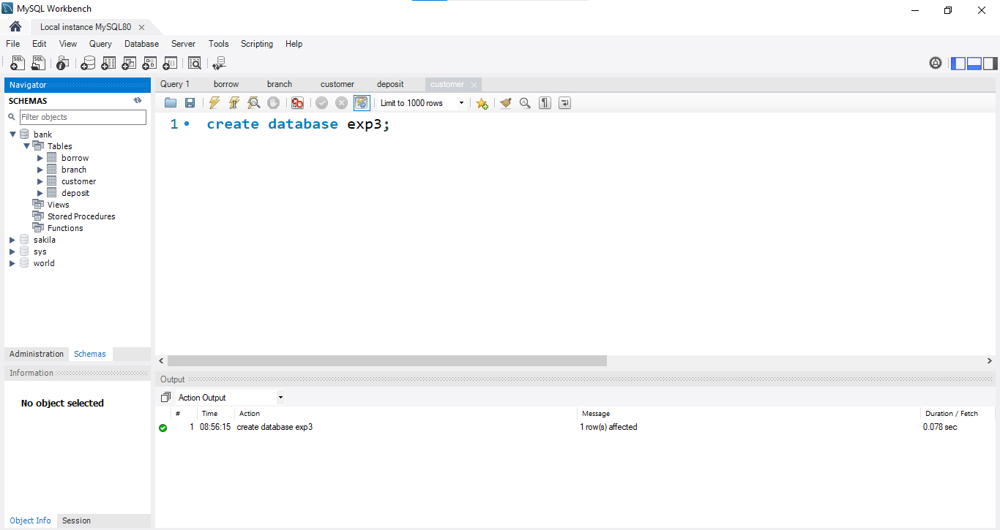 MySQL Workbench
Local instance MySQL80
File Edit View Query Database Server Tools Scripting Help
Navigator
SCHEMAS
Filter objects
bank
Tables
borrow
branch
customer
deposit
Views
Stored Procedures
Functions
sakila
sys
world
Administration Schemas
Information
No object selected
Object Info Session
Query 1 borrow branch customer deposit customer
Limit to 1000 rows
1 create database exp3;
Output
Action Output
# Time Action Message Duration / Fetch
1 08:56:15 create database exp3 1 row(s) affected 0.078 sec